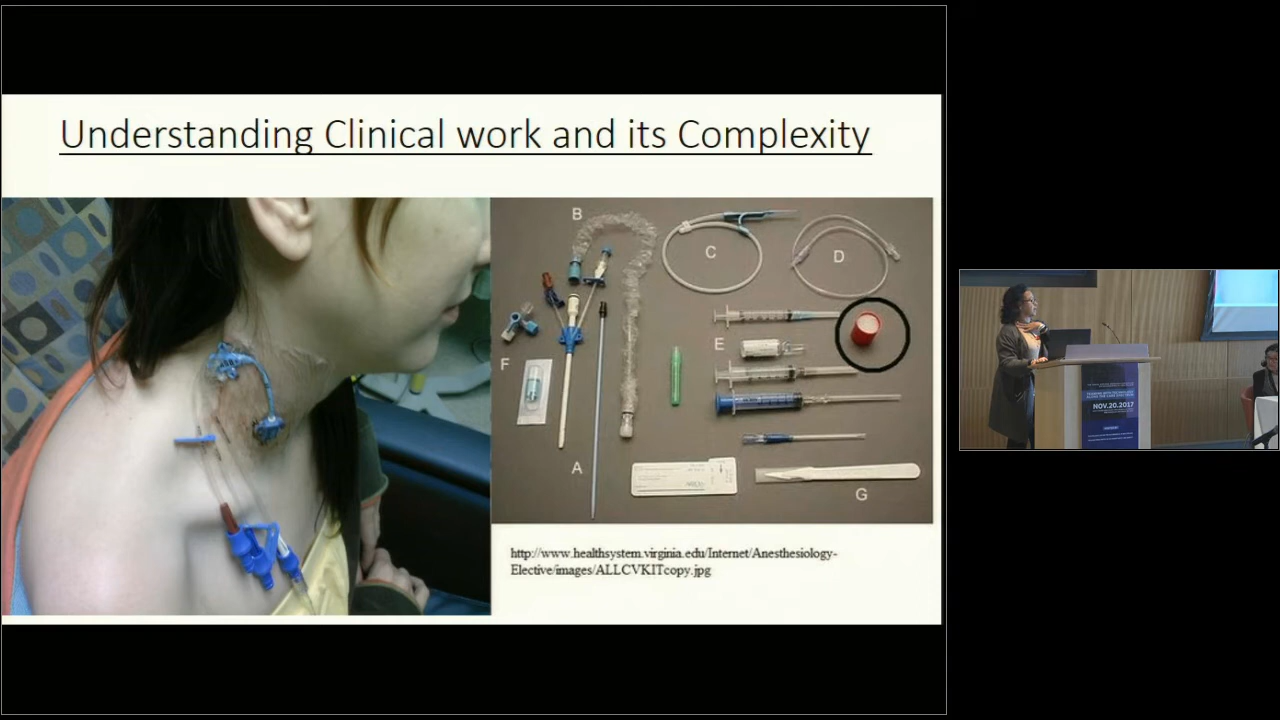 Understanding Clinical work and its Complexity
B
C
D
E
F
A
G
http://www.healthsystem.virginia.edu/Internet/Anesthesiology-
Elective/images/ALLCVKITcopy.jpg
NOV.20.2017